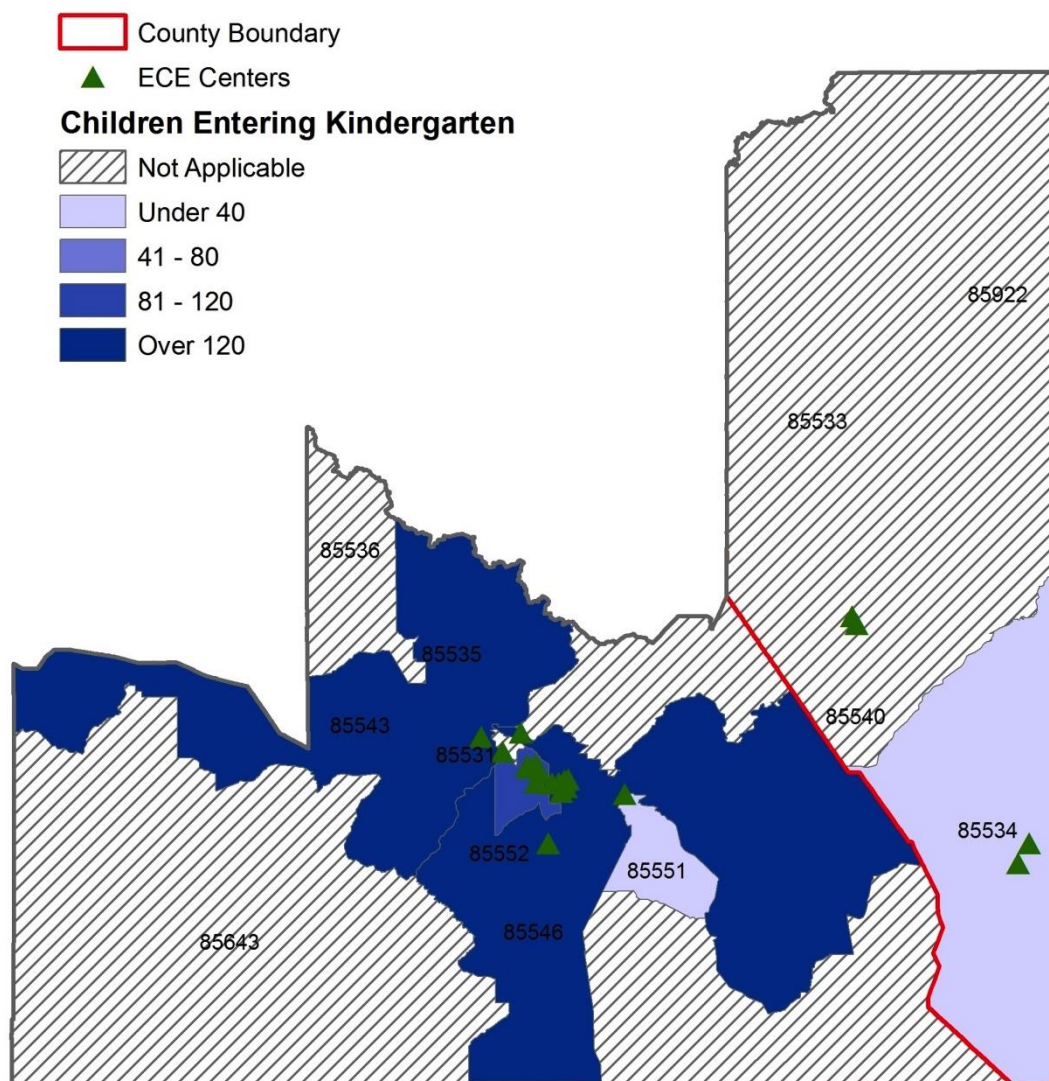 County Boundary
ECE Centers
Children Entering Kindergarten
Not Applicable
Under 40
41 - 80
81 - 120
Over 120
85922
85533
85536
85535
85540
85543
85531
85534
85552
85551
85546
85643